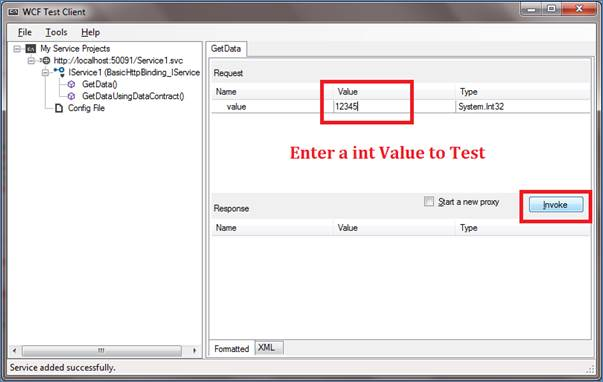 WCF Test Client
File Tools Help
My Service Projects
http://localhost:50091/Service1.svc
IService1 (BasicHttpBinding_IService
GetData()
GetDataUsingDataContract()
Config File
GetData
Request
Name Value Type
value 12345 System.Int32
Enter a int Value to Test
Response Start a new proxy Invoke
Name Value Type
Formatted XML
Service added successfully.